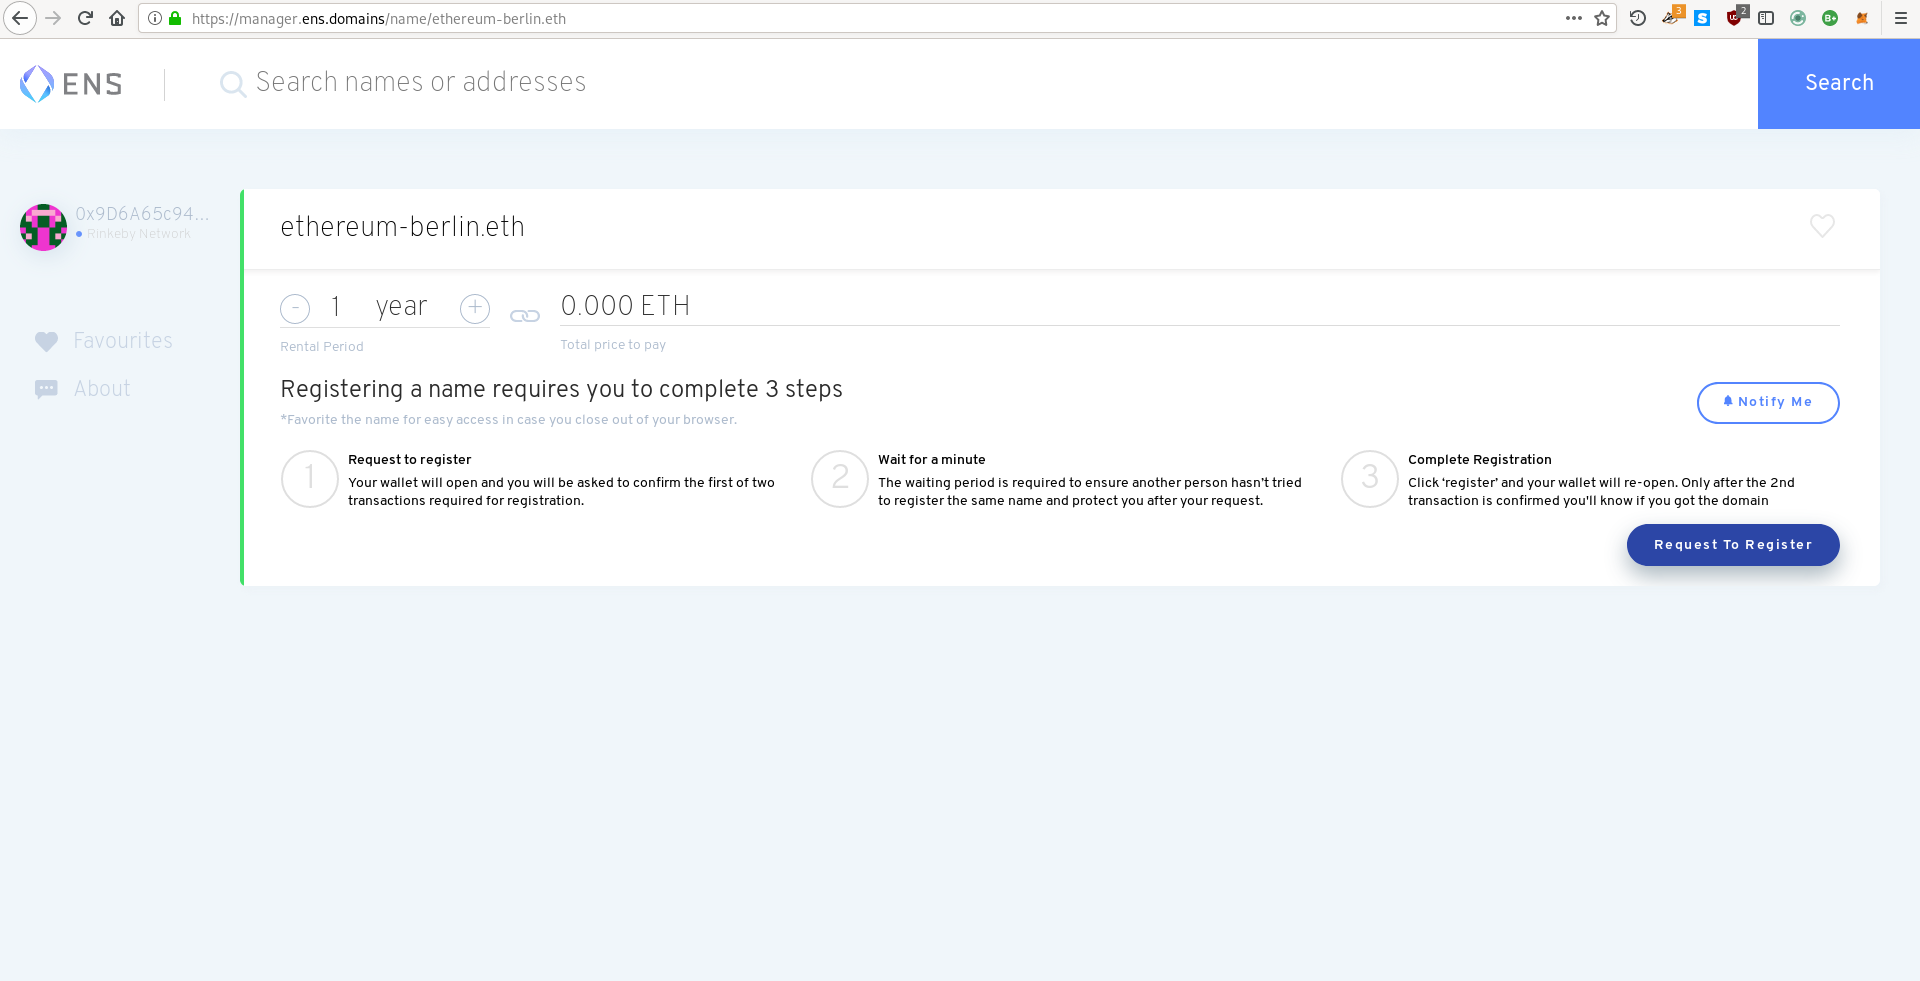 https://manager.ens.domains/name/ethereum-berlin.eth
3
S
2
B+
ENS
Search names or addresses
Search
0x9D6A65c94...
Rinkeby Network
ethereum-berlin.eth
- 1 year +
0.000 ETH
Rental Period
Total price to pay
Favourites
About
Registering a name requires you to complete 3 steps
*Favorite the name for easy access in case you close out of your browser.
Notify Me
1
Request to register
Your wallet will open and you will be asked to confirm the first of two
transactions required for registration.
2
Wait for a minute
The waiting period is required to ensure another person hasn't tried
to register the same name and protect you after your request.
3
Complete Registration
Click ‘register’ and your wallet will re-open. Only after the 2nd
transaction is confirmed you'll know if you got the domain
Request To Register